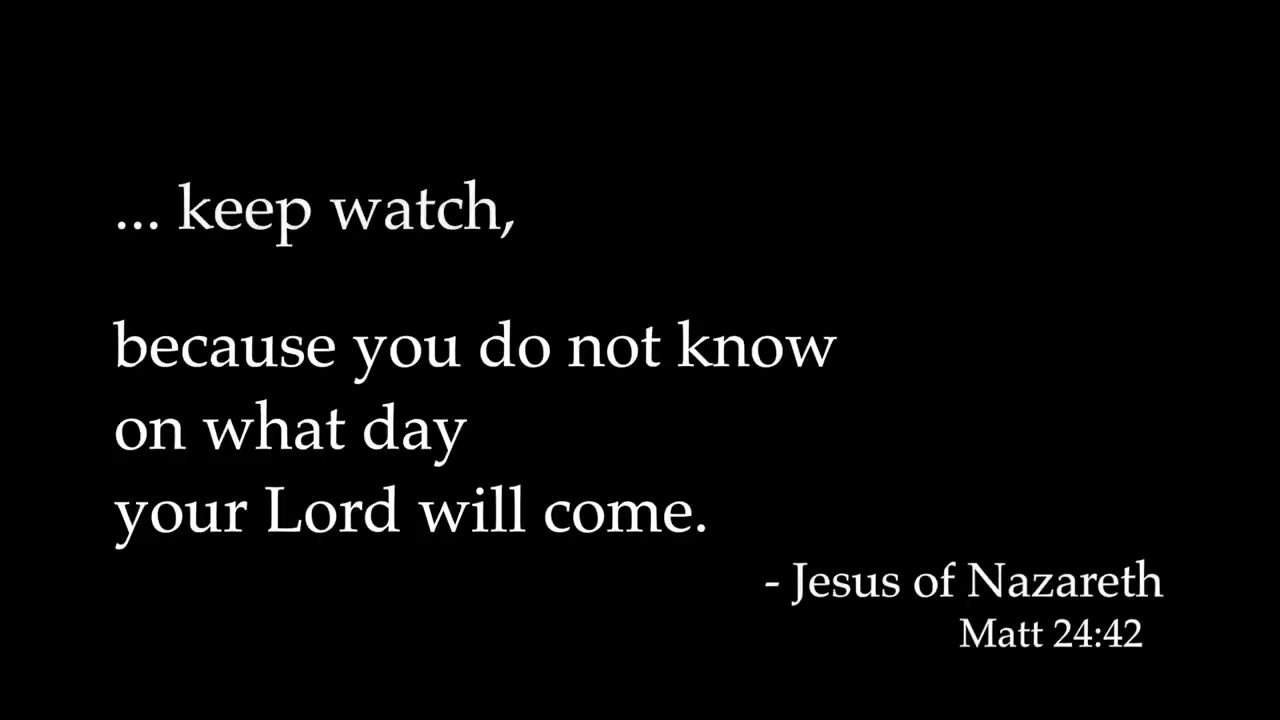 ... keep watch,
because you do not know
on what day
your Lord will come.
- Jesus of Nazareth
Matt 24:42